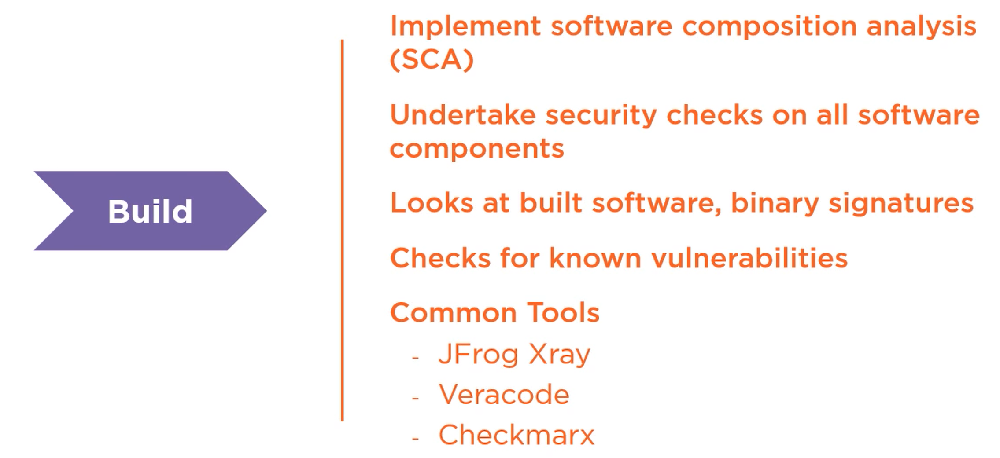 Build
Implement software composition analysis
(SCA)
Undertake security checks on all software
components
Looks at built software, binary signatures
Checks for known vulnerabilities
Common Tools
- JFrog Xray
- Veracode
- Checkmarx